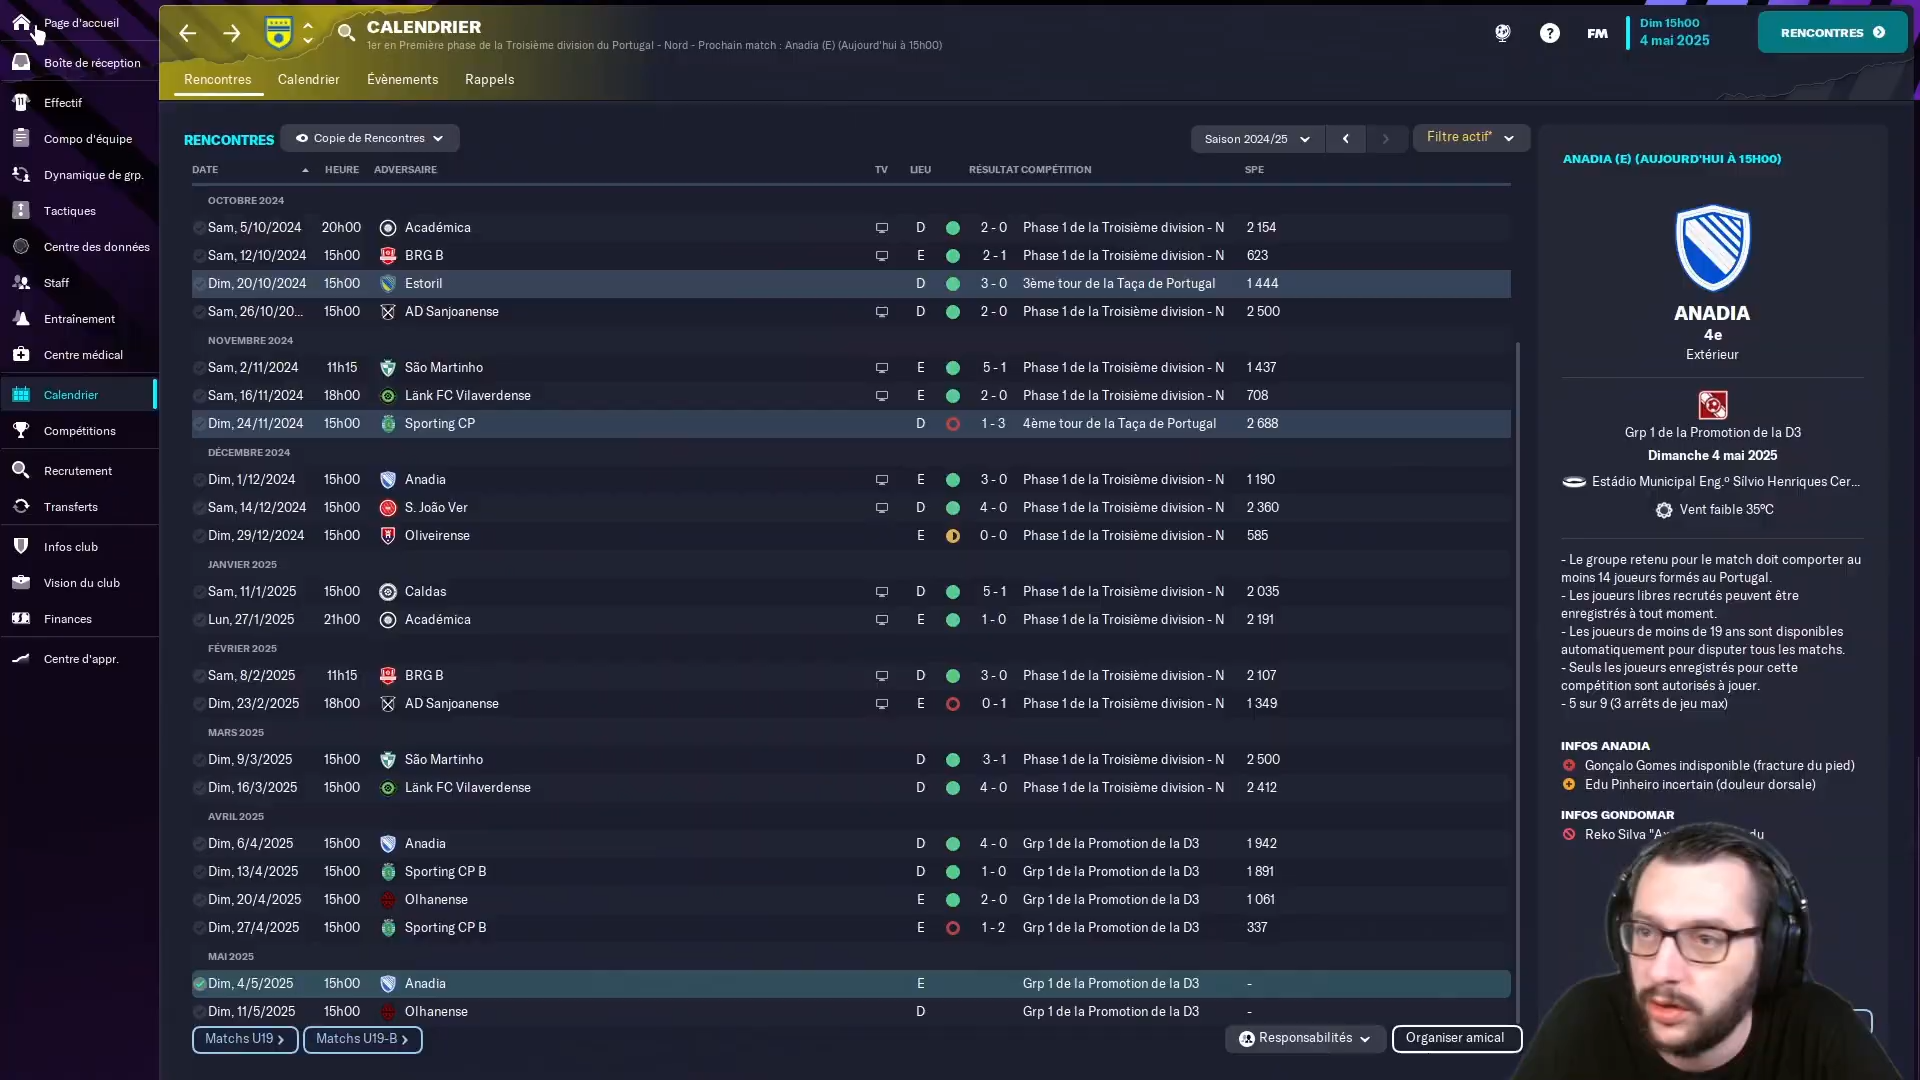 Page d'accueil
Boîte de réception
Effectif
Compo d'équipe
Dynamique de grp.
Tactiques
Centre des données
Staff
Entraînement
Centre médical
Calendrier
Compétitions
Recrutement
Transferts
Infos club
Vision du club
Finances
Centre d'appr.
CALENDRIER
1er en Première phase de la Troisième division du Portugal - Nord - Prochain match : Anadia (E) (Aujourd'hui à 15h00)
FM
Dim 15h00
4 mai 2025
RENCONTRES
Rencontres Calendrier Évènements Rappels
RENCONTRES Copie de Rencontres Saison 2024/25 Filtre actif*
DATE HEURE ADVERSAIRE TV LIEU RÉSULTAT COMPÉTITION SPE
OCTOBRE 2024
Sam, 5/10/2024 20h00 Académica D 2 - 0 Phase 1 de la Troisième division - N 2 154
Sam, 12/10/2024 15h00 BRG B E 2 - 1 Phase 1 de la Troisième division - N 623
Dim, 20/10/2024 15h00 Estoril D 3 - 0 3ème tour de la Taça de Portugal 1 444
Sam, 26/10/20... 15h00 AD Sanjoanense D 2 - 0 Phase 1 de la Troisième division - N 2 500
NOVEMBRE 2024
Sam, 2/11/2024 11h15 São Martinho E 5 - 1 Phase 1 de la Troisième division - N 1 437
Sam, 16/11/2024 18h00 Länk FC Vilaverdense E 2 - 0 Phase 1 de la Troisième division - N 708
Dim, 24/11/2024 15h00 Sporting CP D 1 - 3 4ème tour de la Taça de Portugal 2 688
DÉCEMBRE 2024
Dim, 1/12/2024 15h00 Anadia E 3 - 0 Phase 1 de la Troisième division - N 1 190
Sam, 14/12/2024 15h00 S. João Ver D 4 - 0 Phase 1 de la Troisième division - N 2 360
Dim, 29/12/2024 15h00 Oliveirense E 0 - 0 Phase 1 de la Troisième division - N 585
JANVIER 2025
Sam, 11/1/2025 15h00 Caldas D 5 - 1 Phase 1 de la Troisième division - N 2 035
Lun, 27/1/2025 21h00 Académica E 1 - 0 Phase 1 de la Troisième division - N 2 191
FÉVRIER 2025
Sam, 8/2/2025 11h15 BRG B D 3 - 0 Phase 1 de la Troisième division - N 2 107
Dim, 23/2/2025 18h00 AD Sanjoanense E 0 - 1 Phase 1 de la Troisième division - N 1 349
MARS 2025
Dim, 9/3/2025 15h00 São Martinho D 3 - 1 Phase 1 de la Troisième division - N 2 500
Dim, 16/3/2025 15h00 Länk FC Vilaverdense D 4 - 0 Phase 1 de la Troisième division - N 2 412
AVRIL 2025
Dim, 6/4/2025 15h00 Anadia D 4 - 0 Grp 1 de la Promotion de la D3 1 942
Dim, 13/4/2025 15h00 Sporting CP B D 1 - 0 Grp 1 de la Promotion de la D3 1 891
Dim, 20/4/2025 15h00 Olhanense E 2 - 0 Grp 1 de la Promotion de la D3 1 061
Dim, 27/4/2025 15h00 Sporting CP B E 1 - 2 Grp 1 de la Promotion de la D3 337
MAI 2025
Dim, 4/5/2025 15h00 Anadia E Grp 1 de la Promotion de la D3 -
Dim, 11/5/2025 15h00 Olhanense D Grp 1 de la Promotion de la D3 -
Matchs U19 Matchs U19-B Responsabilités Organiser amical
ANADIA (E) (AUJOURD'HUI À 15H00)
ANADIA
4e
Extérieur
Grp 1 de la Promotion de la D3
Dimanche 4 mai 2025
Estádio Municipal Eng.º Sílvio Henriques Cer...
Vent faible 35ºC
- Le groupe retenu pour le match doit comporter au
moins 14 joueurs formés au Portugal.
- Les joueurs libres recrutés peuvent être
enregistrés à tout moment.
- Les joueurs de moins de 19 ans sont disponibles
automatiquement pour disputer tous les matchs.
- Seuls les joueurs enregistrés pour cette
compétition sont autorisés à jouer.
- 5 sur 9 (3 arrêts de jeu max)
INFOS ANADIA
Gonçalo Gomes indisponible (fracture du pied)
Edu Pinheiro incertain (douleur dorsale)
INFOS GONDOMAR
Reko Silva